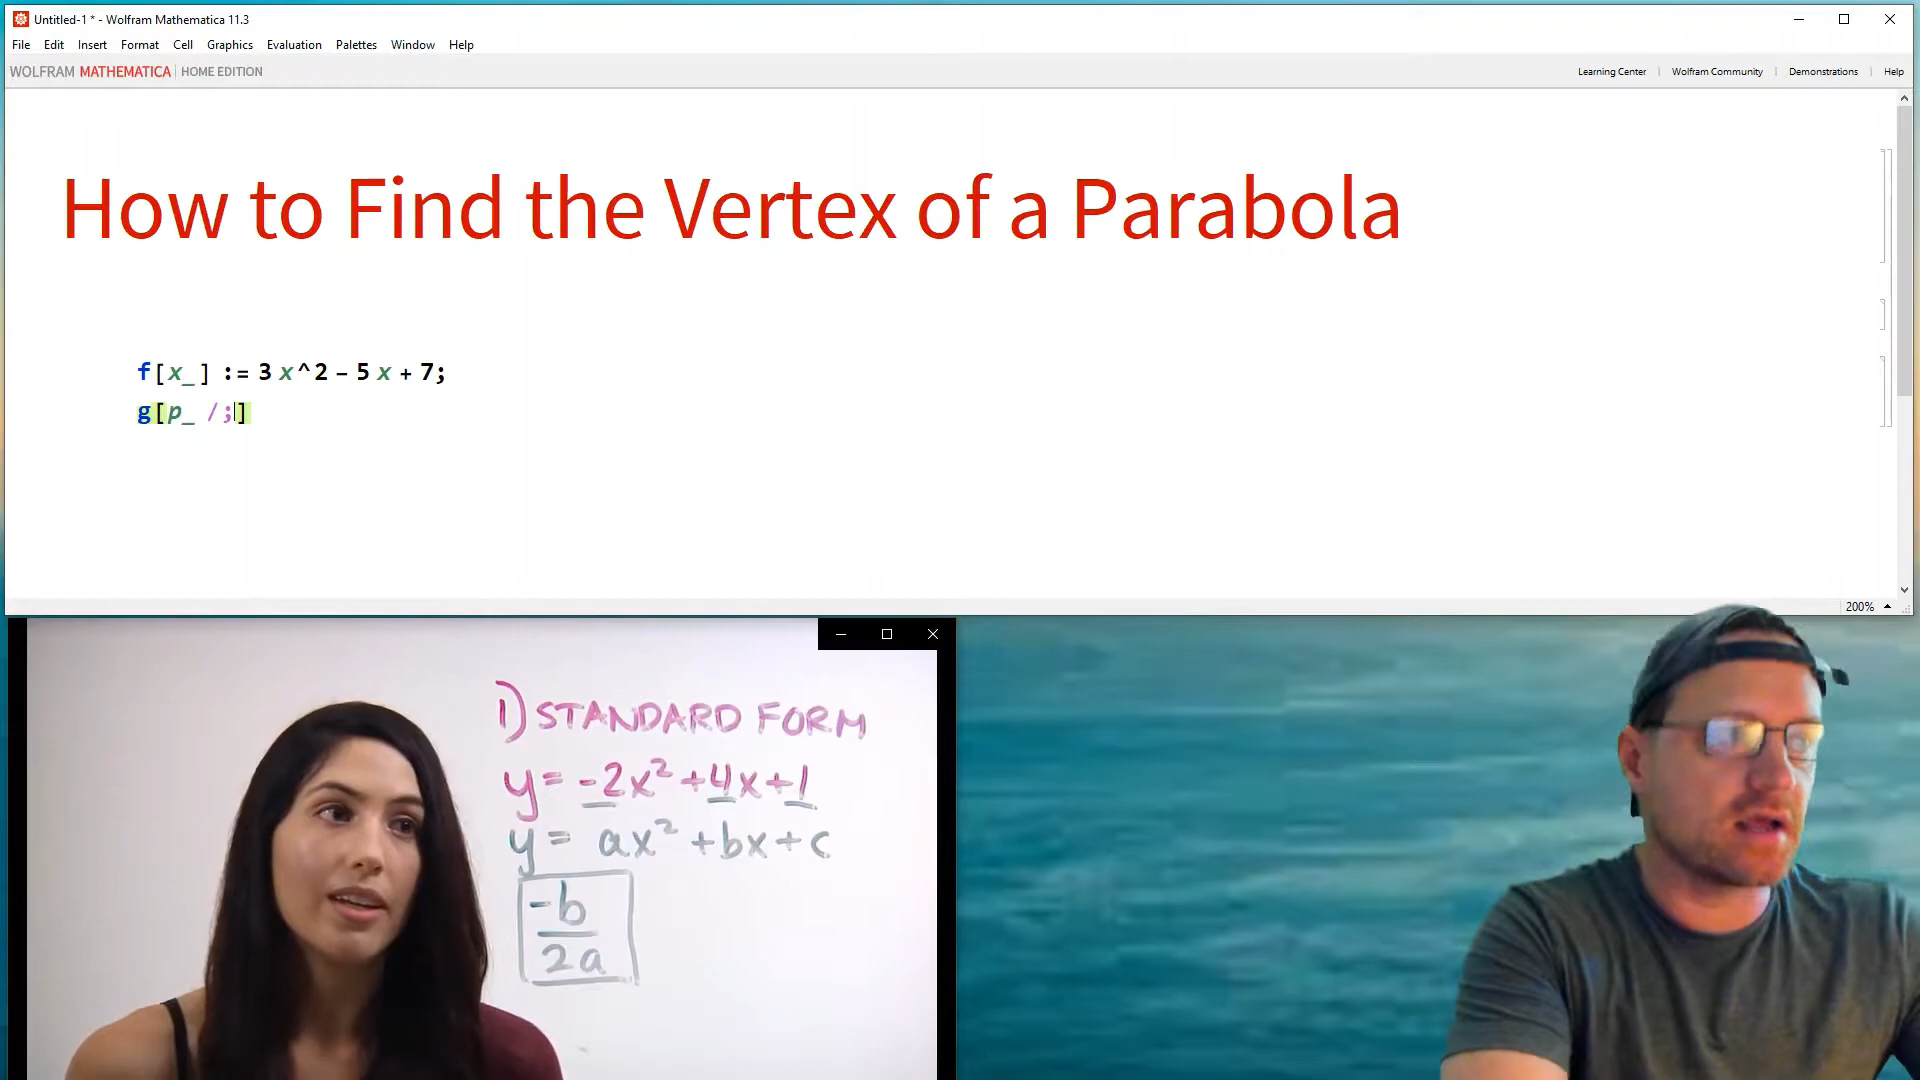 Untitled-1 * - Wolfram Mathematica 11.3
File Edit Insert Format Cell Graphics Evaluation Palettes Window Help
WOLFRAM MATHEMATICA | HOME EDITION
Learning Center | Wolfram Community | Demonstrations | Help
How to Find the Vertex of a Parabola
f[x_] := 3 x^2 - 5 x + 7;
g[p_ /;]
200%
1) STANDARD FORM
y = -2x² + 4x + 1
y = ax² + bx + c
-b
2a